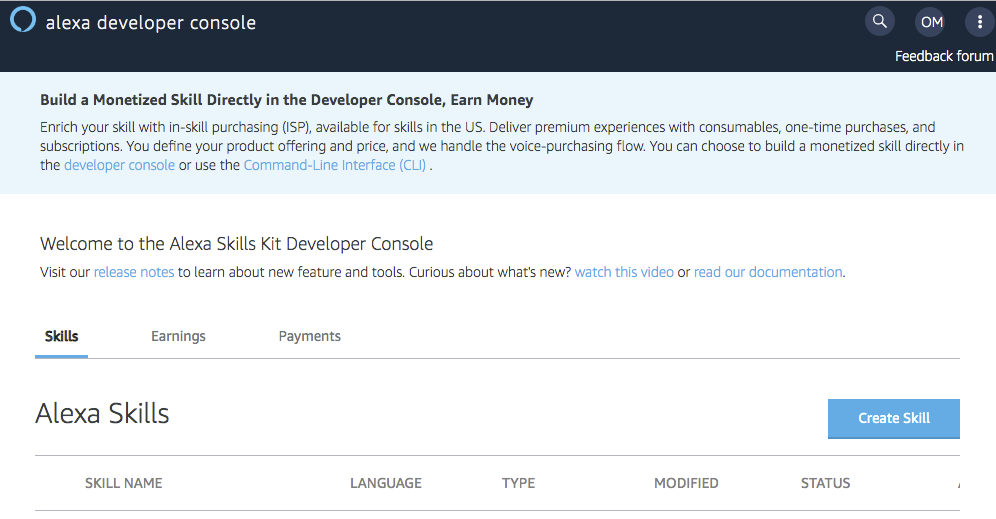 alexa developer console
OM
Feedback forum
Build a Monetized Skill Directly in the Developer Console, Earn Money
Enrich your skill with in-skill purchasing (ISP), available for skills in the US. Deliver premium experiences with consumables, one-time purchases, and
subscriptions. You define your product offering and price, and we handle the voice-purchasing flow. You can choose to build a monetized skill directly in
the developer console or use the Command-Line Interface (CLI) .
Welcome to the Alexa Skills Kit Developer Console
Visit our release notes to learn about new feature and tools. Curious about what's new? watch this video or read our documentation.
Skills Earnings Payments
Alexa Skills
Create Skill
SKILL NAME LANGUAGE TYPE MODIFIED STATUS